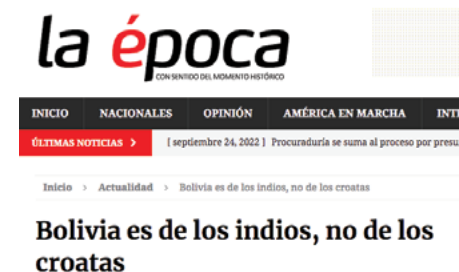 la época
CON SENTIDO DEL MOMENTO HISTÓRICO
INICIO NACIONALES OPINIÓN AMÉRICA EN MARCHA INT
ÚLTIMAS NOTICIAS > [ septiembre 24, 2022 ] Procuraduría se suma al proceso por presu
Inicio > Actualidad > Bolivia es de los indios, no de los croatas
Bolivia es de los indios, no de los
croatas